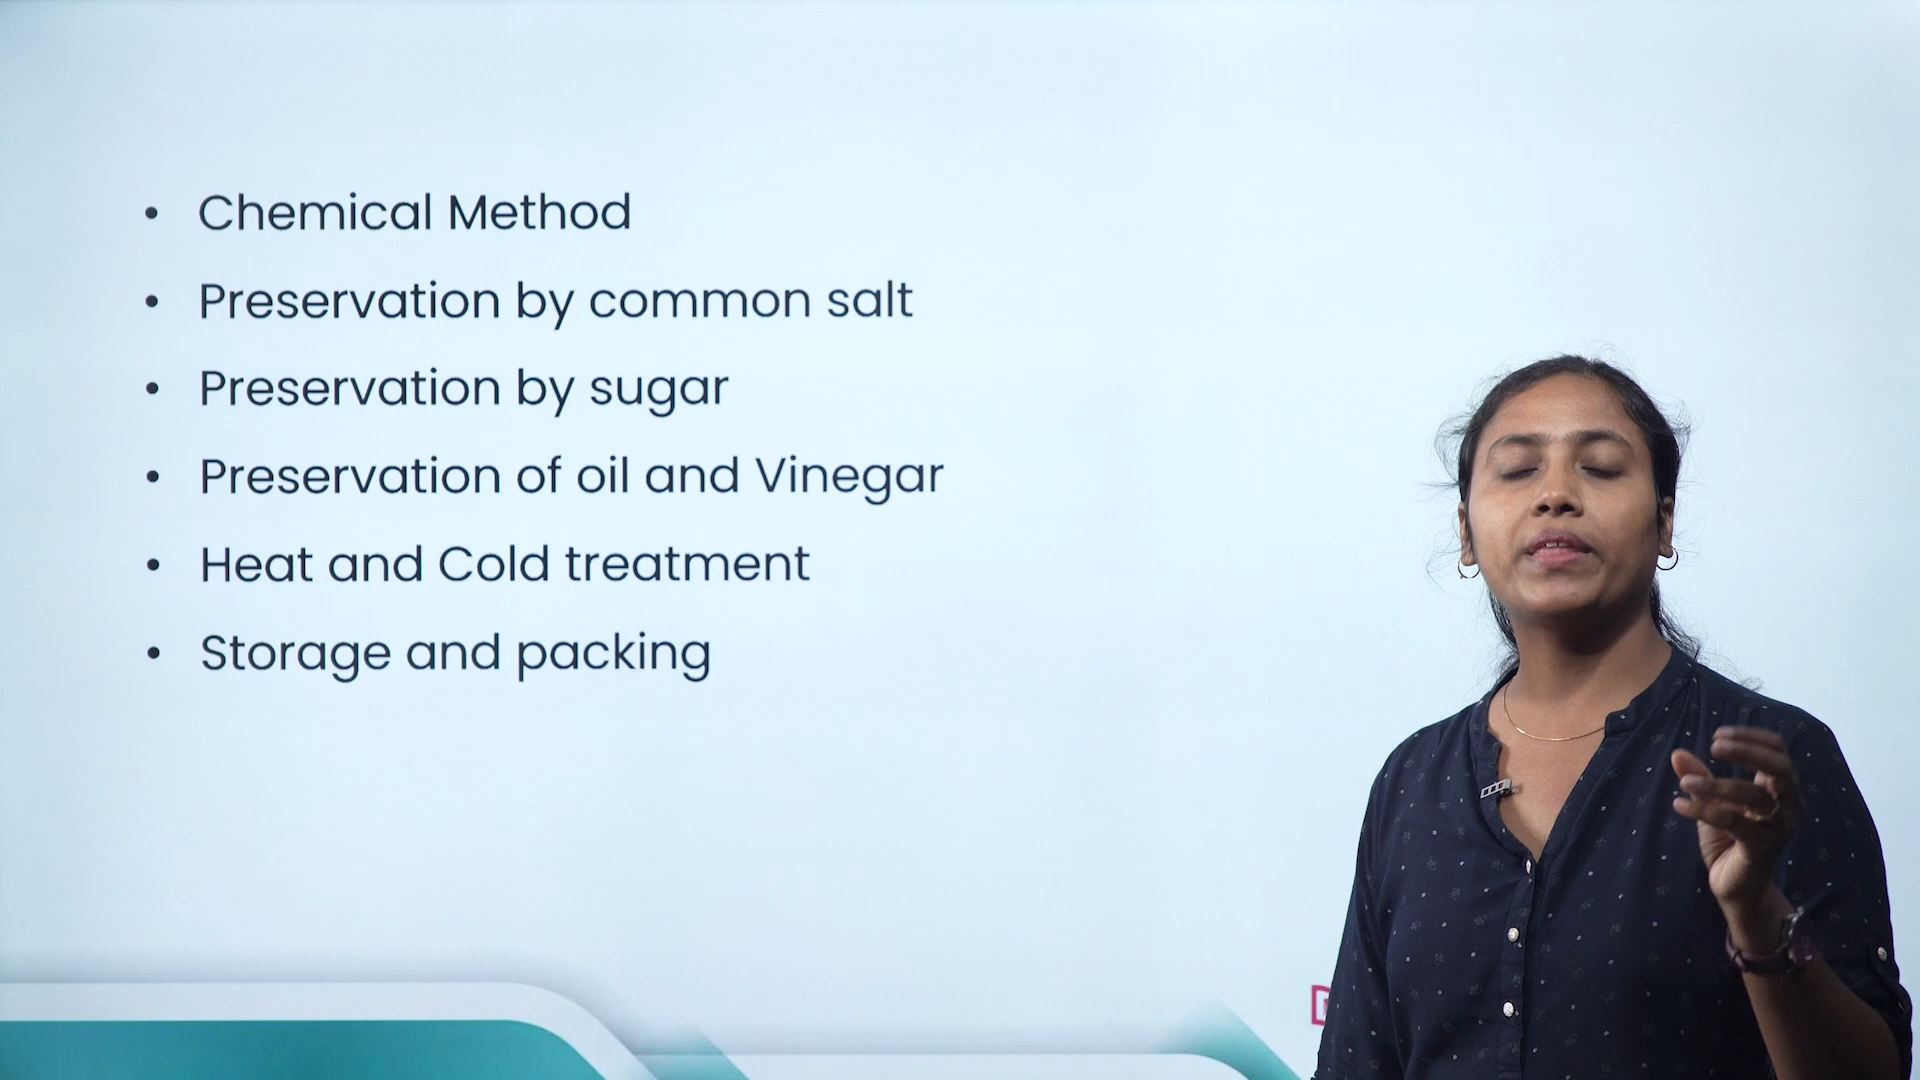 • Chemical Method
• Preservation by common salt
• Preservation by sugar
• Preservation of oil and Vinegar
• Heat and Cold treatment
• Storage and packing